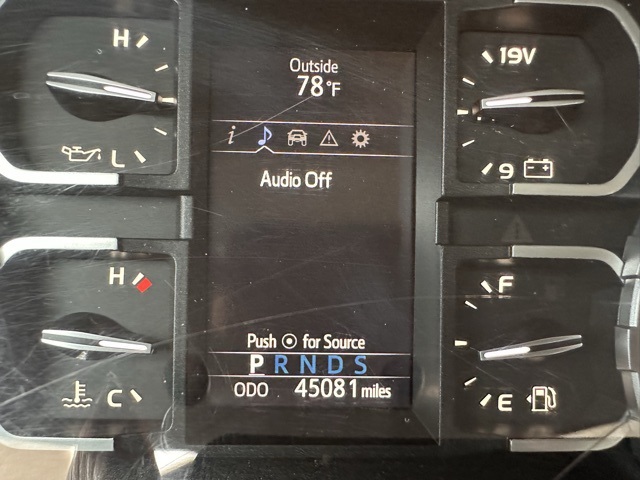 Outside
78°F
H
19V
i
L
9
Audio Off
H
F
Push ⊙ for Source
P R N D S
C
E
ODO 45081 miles